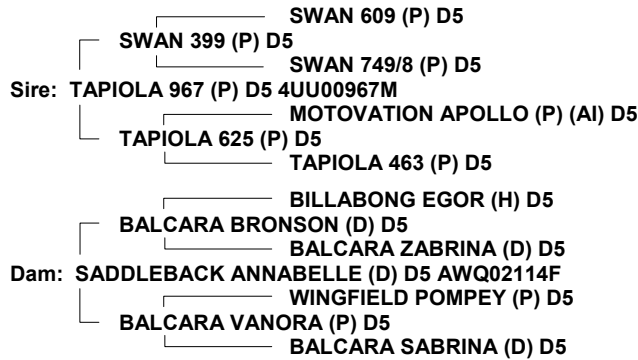 SWAN 609 (P) D5
SWAN 399 (P) D5
SWAN 749/8 (P) D5
Sire: TAPIOLA 967 (P) D5 4UU00967M
MOTOVATION APOLLO (P) (AI) D5
TAPIOLA 625 (P) D5
TAPIOLA 463 (P) D5
BILLABONG EGOR (H) D5
BALCARA BRONSON (D) D5
BALCARA ZABRINA (D) D5
Dam: SADDLEBACK ANNABELLE (D) D5 AWQ02114F
WINGFIELD POMPEY (P) D5
BALCARA VANORA (P) D5
BALCARA SABRINA (D) D5